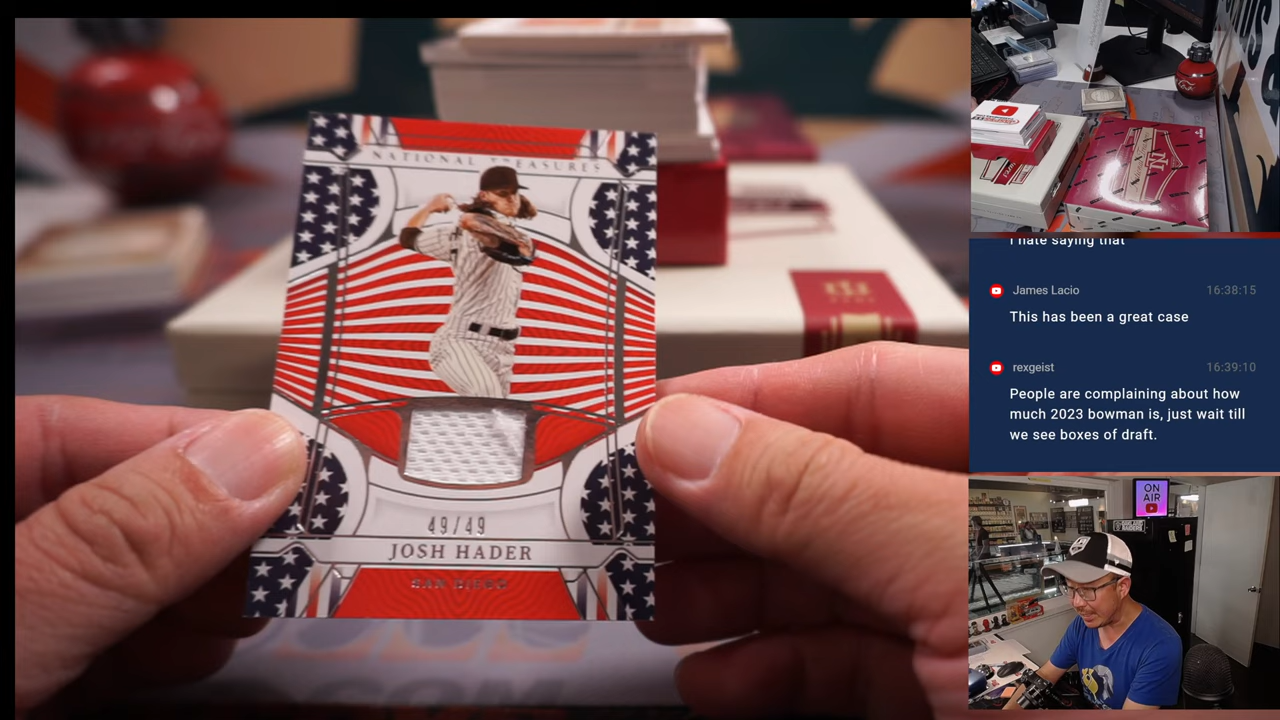 NATIONAL TREASURES
49/49
JOSH HADER
SAN DIEGO
I hate saying that
James Lacio 16:38:15
This has been a great case
rexgeist 16:39:10
People are complaining about how
much 2023 bowman is, just wait till
we see boxes of draft.
ON
AIR